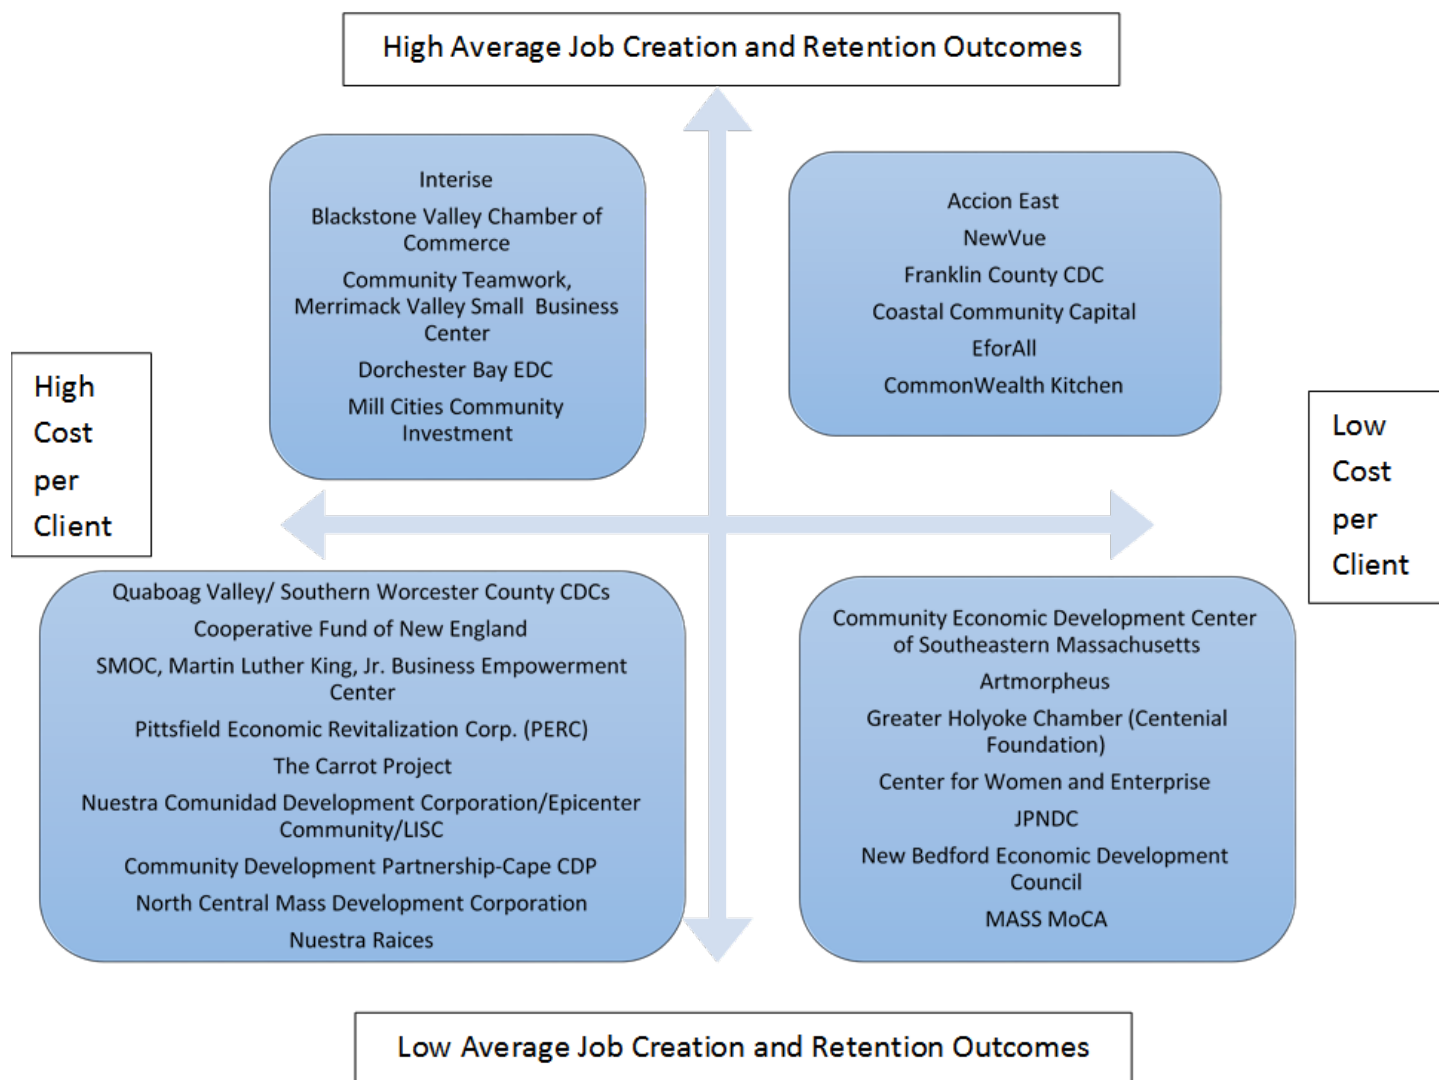 High Average Job Creation and Retention Outcomes
Interise
Blackstone Valley Chamber of
Commerce
Community Teamwork,
Merrimack Valley Small Business
Center
Dorchester Bay EDC
Mill Cities Community
Investment
Accion East
NewVue
Franklin County CDC
Coastal Community Capital
EforAll
CommonWealth Kitchen
High
Cost
per
Client
Low
Cost
per
Client
Quaboag Valley/ Southern Worcester County CDCs
Cooperative Fund of New England
SMOC, Martin Luther King, Jr. Business Empowerment
Center
Pittsfield Economic Revitalization Corp. (PERC)
The Carrot Project
Nuestra Comunidad Development Corporation/Epicenter
Community/LISC
Community Development Partnership-Cape CDP
North Central Mass Development Corporation
Nuestra Raices
Community Economic Development Center
of Southeastern Massachusetts
Artmorpheus
Greater Holyoke Chamber (Centenial
Foundation)
Center for Women and Enterprise
JPNDC
New Bedford Economic Development
Council
MASS MoCA
Low Average Job Creation and Retention Outcomes